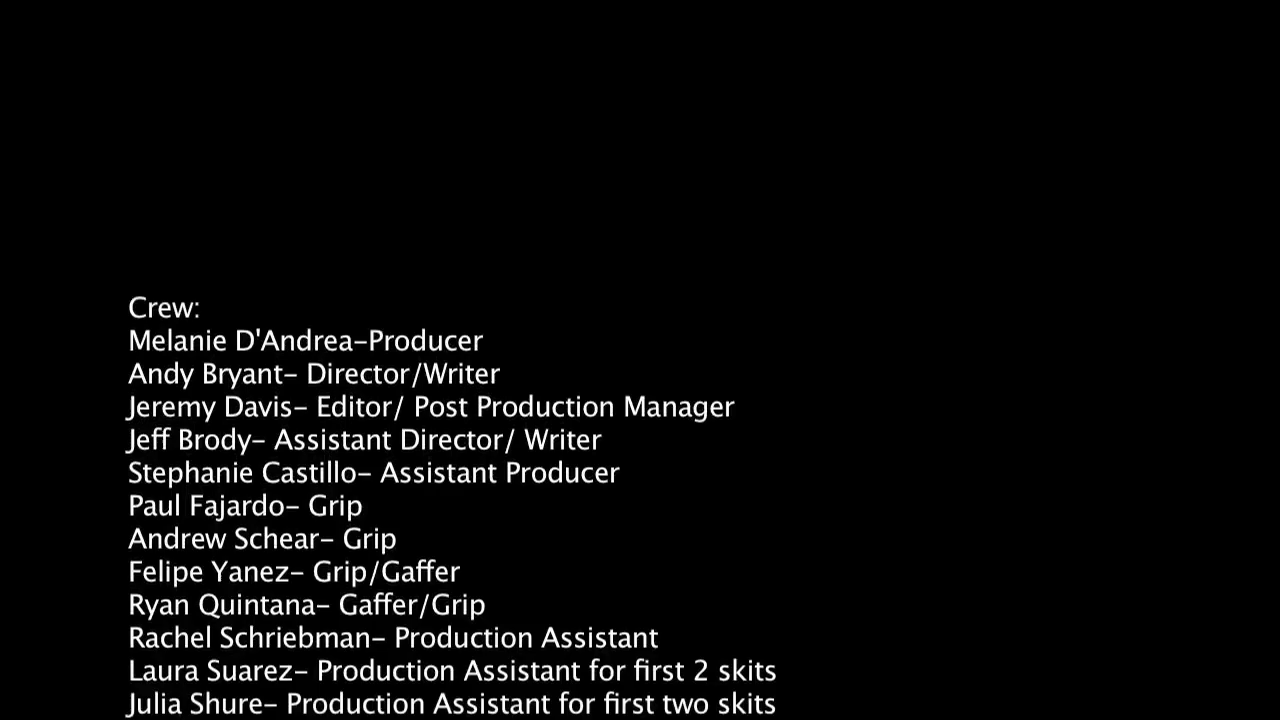 Crew:
Melanie D'Andrea-Producer
Andy Bryant- Director/Writer
Jeremy Davis- Editor/ Post Production Manager
Jeff Brody- Assistant Director/ Writer
Stephanie Castillo- Assistant Producer
Paul Fajardo- Grip
Andrew Schear- Grip
Felipe Yanez- Grip/Gaffer
Ryan Quintana- Gaffer/Grip
Rachel Schriebman- Production Assistant
Laura Suarez- Production Assistant for first 2 skits
Julia Shure- Production Assistant for first two skits